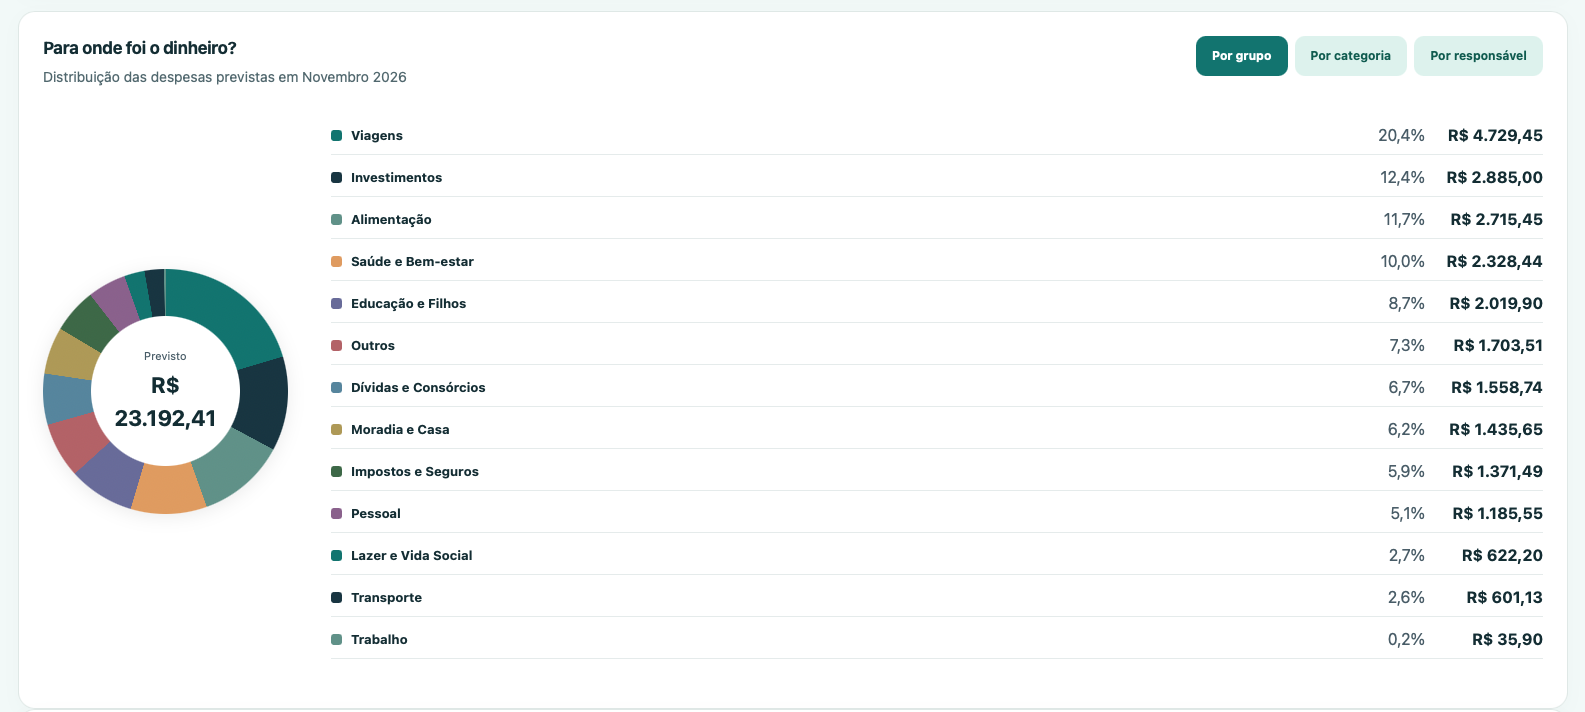 Para onde foi o dinheiro?
Distribuição das despesas previstas em Novembro 2026
Por grupo
Por categoria
Por responsável
Previsto
R$
23.192,41
Viagens 20,4% R$ 4.729,45
Investimentos 12,4% R$ 2.885,00
Alimentação 11,7% R$ 2.715,45
Saúde e Bem-estar 10,0% R$ 2.328,44
Educação e Filhos 8,7% R$ 2.019,90
Outros 7,3% R$ 1.703,51
Dívidas e Consórcios 6,7% R$ 1.558,74
Moradia e Casa 6,2% R$ 1.435,65
Impostos e Seguros 5,9% R$ 1.371,49
Pessoal 5,1% R$ 1.185,55
Lazer e Vida Social 2,7% R$ 622,20
Transporte 2,6% R$ 601,13
Trabalho 0,2% R$ 35,90